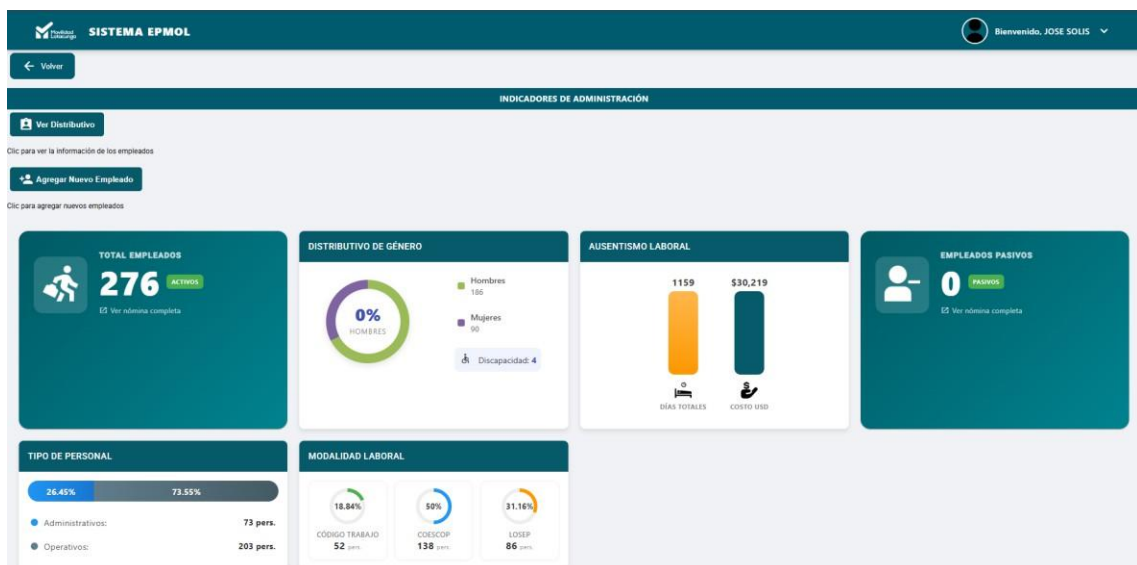 Movilidad
Latacunga
SISTEMA EPMOL
Bienvenido, JOSE SOLIS
Volver
INDICADORES DE ADMINISTRACIÓN
Ver Distributivo
Clic para ver la información de los empleados
Agregar Nuevo Empleado
Clic para agregar nuevos empleados
TOTAL EMPLEADOS
276 ACTIVOS
Ver nómina completa
DISTRIBUTIVO DE GÉNERO
0%
HOMBRES
Hombres
186
Mujeres
90
Discapacidad: 4
AUSENTISMO LABORAL
1159 $30,219
DÍAS TOTALES COSTO USD
EMPLEADOS PASIVOS
0 PASIVOS
Ver nómina completa
TIPO DE PERSONAL
26.45% 73.55%
Administrativos: 73 pers.
Operativos: 203 pers.
MODALIDAD LABORAL
18.84% 50% 31.16%
CÓDIGO TRABAJO COESCOP LOSEP
52 pers. 138 pers. 86 pers.